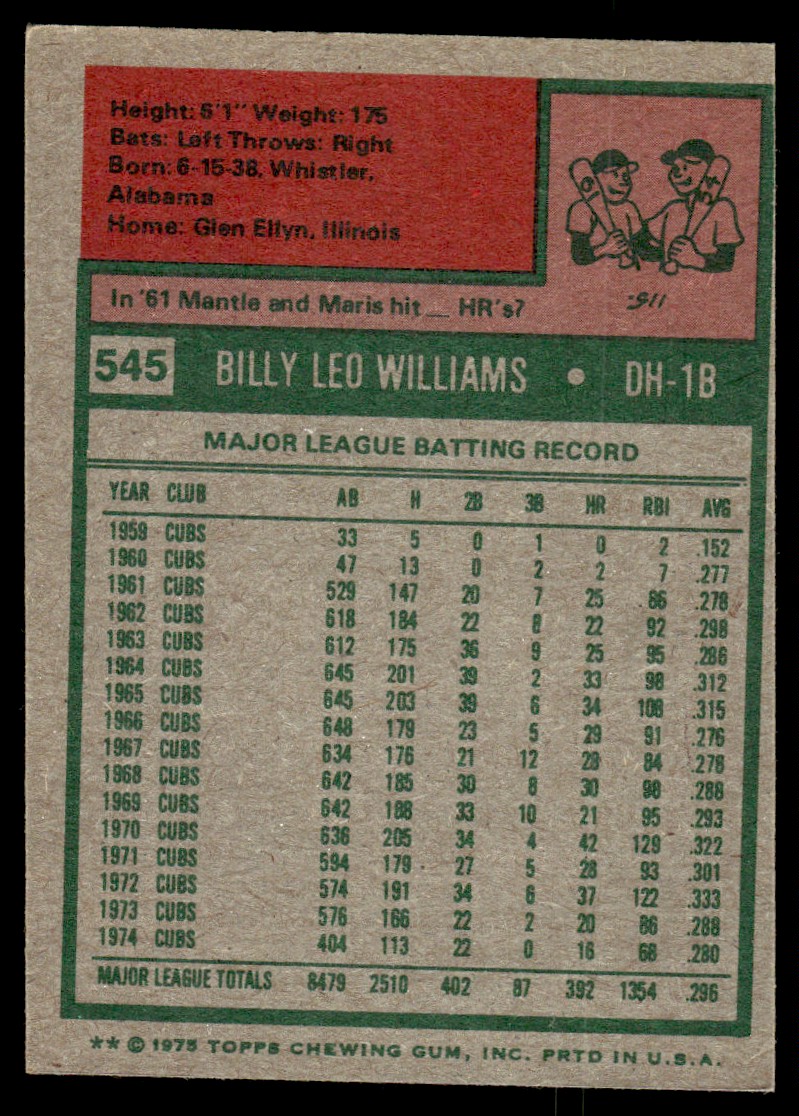 Height: 6'1" Weight: 175
Bats: Left Throws: Right
Born: 6-15-38, Whistler,
Alabama
Home: Glen Ellyn, Illinois
61 54
In '61 Mantle and Maris hit __ HR's?
115-
545 BILLY LEO WILLIAMS • DH-1B
MAJOR LEAGUE BATTING RECORD
YEAR CLUB AB H 2B 3B HR RBI AVG
1959 CUBS 33 5 0 1 0 2 .152
1960 CUBS 47 13 0 2 2 7 .277
1961 CUBS 529 147 20 7 25 86 .278
1962 CUBS 618 184 22 8 22 92 .298
1963 CUBS 612 175 36 9 25 95 .286
1964 CUBS 645 201 39 2 33 98 .312
1965 CUBS 645 203 39 6 34 108 .315
1966 CUBS 648 179 23 5 29 91 .276
1967 CUBS 634 176 21 12 28 84 .278
1968 CUBS 642 185 30 8 30 98 .288
1969 CUBS 642 188 33 10 21 95 .293
1970 CUBS 636 205 34 4 42 129 .322
1971 CUBS 594 179 27 5 28 93 .301
1972 CUBS 574 191 34 6 37 122 .333
1973 CUBS 576 166 22 2 20 86 .288
1974 CUBS 404 113 22 0 16 68 .280
MAJOR LEAGUE TOTALS 8479 2510 402 87 392 1354 .296
** © 1975 TOPPS CHEWING GUM, INC. PRTD IN U.S.A.